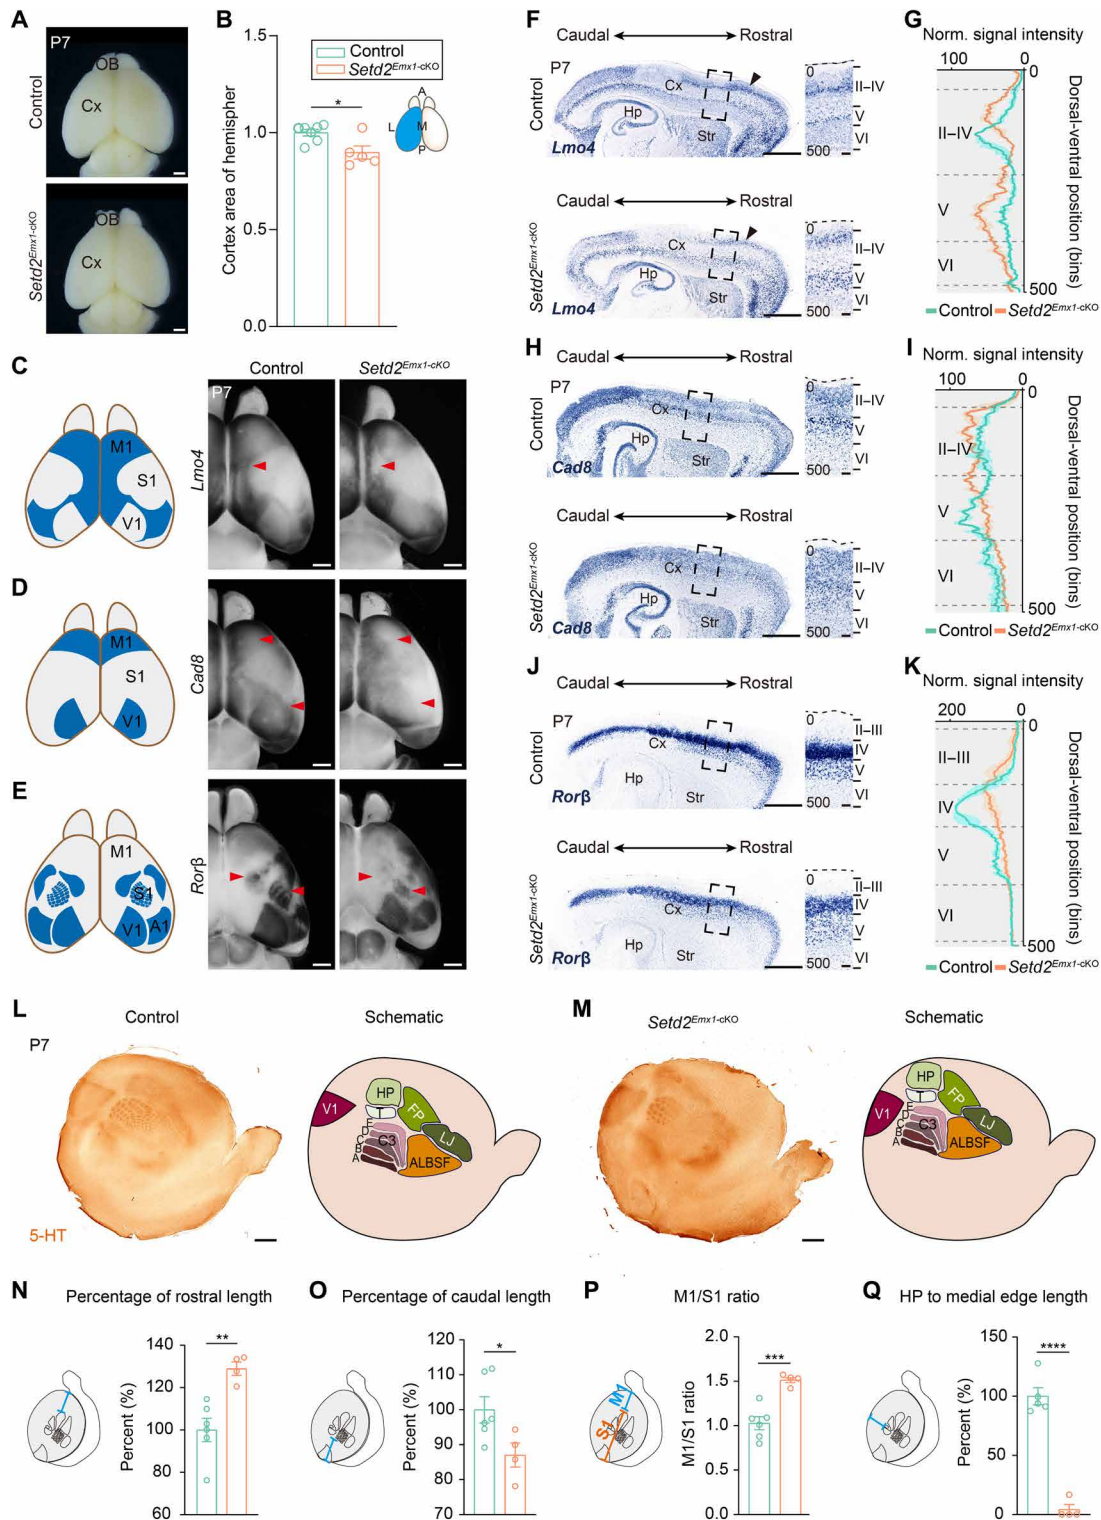 A
P7
OB
Cx
Control
OB
Cx
Setd2Emx1-cKO
B
1.5
1.0
0.5
0.0
Cortex area of hemispher
Control
Setd2Emx1-cKO
*
A
L
M
P
C
M1
S1
V1
Control
Setd2Emx1-cKO
P7
Lmo4
D
M1
S1
V1
Cad8
E
M1
S1
V1
A1
Rorβ
F
Caudal
Rostral
P7
Cx
Hp
Str
Lmo4
Control
0
II–IV
V
VI
500
Caudal
Rostral
Cx
Hp
Str
Lmo4
Setd2Emx1-cKO
0
II–IV
V
VI
500
G
Norm. signal intensity
100
0
0
II–IV
V
VI
500
Dorsal-ventral position (bins)
Control
Setd2Emx1-cKO
H
Caudal
Rostral
P7
Cx
Hp
Str
Cad8
Control
0
II–IV
V
VI
500
Caudal
Rostral
Cx
Hp
Str
Cad8
Setd2Emx1-cKO
0
II–IV
V
VI
500
I
Norm. signal intensity
100
0
0
II–IV
V
VI
500
Dorsal-ventral position (bins)
Control
Setd2Emx1-cKO
J
Caudal
Rostral
P7
Cx
Hp
Str
Rorβ
Control
0
II–III
IV
V
VI
500
Caudal
Rostral
Cx
Hp
Str
Rorβ
Setd2Emx1-cKO
0
II–III
IV
V
VI
500
K
Norm. signal intensity
200
0
0
II–III
IV
V
VI
500
Dorsal-ventral position (bins)
Control
Setd2Emx1-cKO
L
Control
Schematic
P7
5-HT
V1
HP
T
FP
LJ
E
D
C
B
A
C3
ALBSF
M
Setd2Emx1-cKO
Schematic
V1
HP
T
FP
LJ
E
D
C
B
A
C3
ALBSF
N
Percentage of rostral length
Percent (%)
140
120
100
80
60
**
O
Percentage of caudal length
Percent (%)
120
110
100
90
80
70
*
P
M1/S1 ratio
M1
S1
M1/S1 ratio
2.0
1.5
1.0
0.5
0.0
***
Q
HP to medial edge length
Percent (%)
150
100
50
0
****